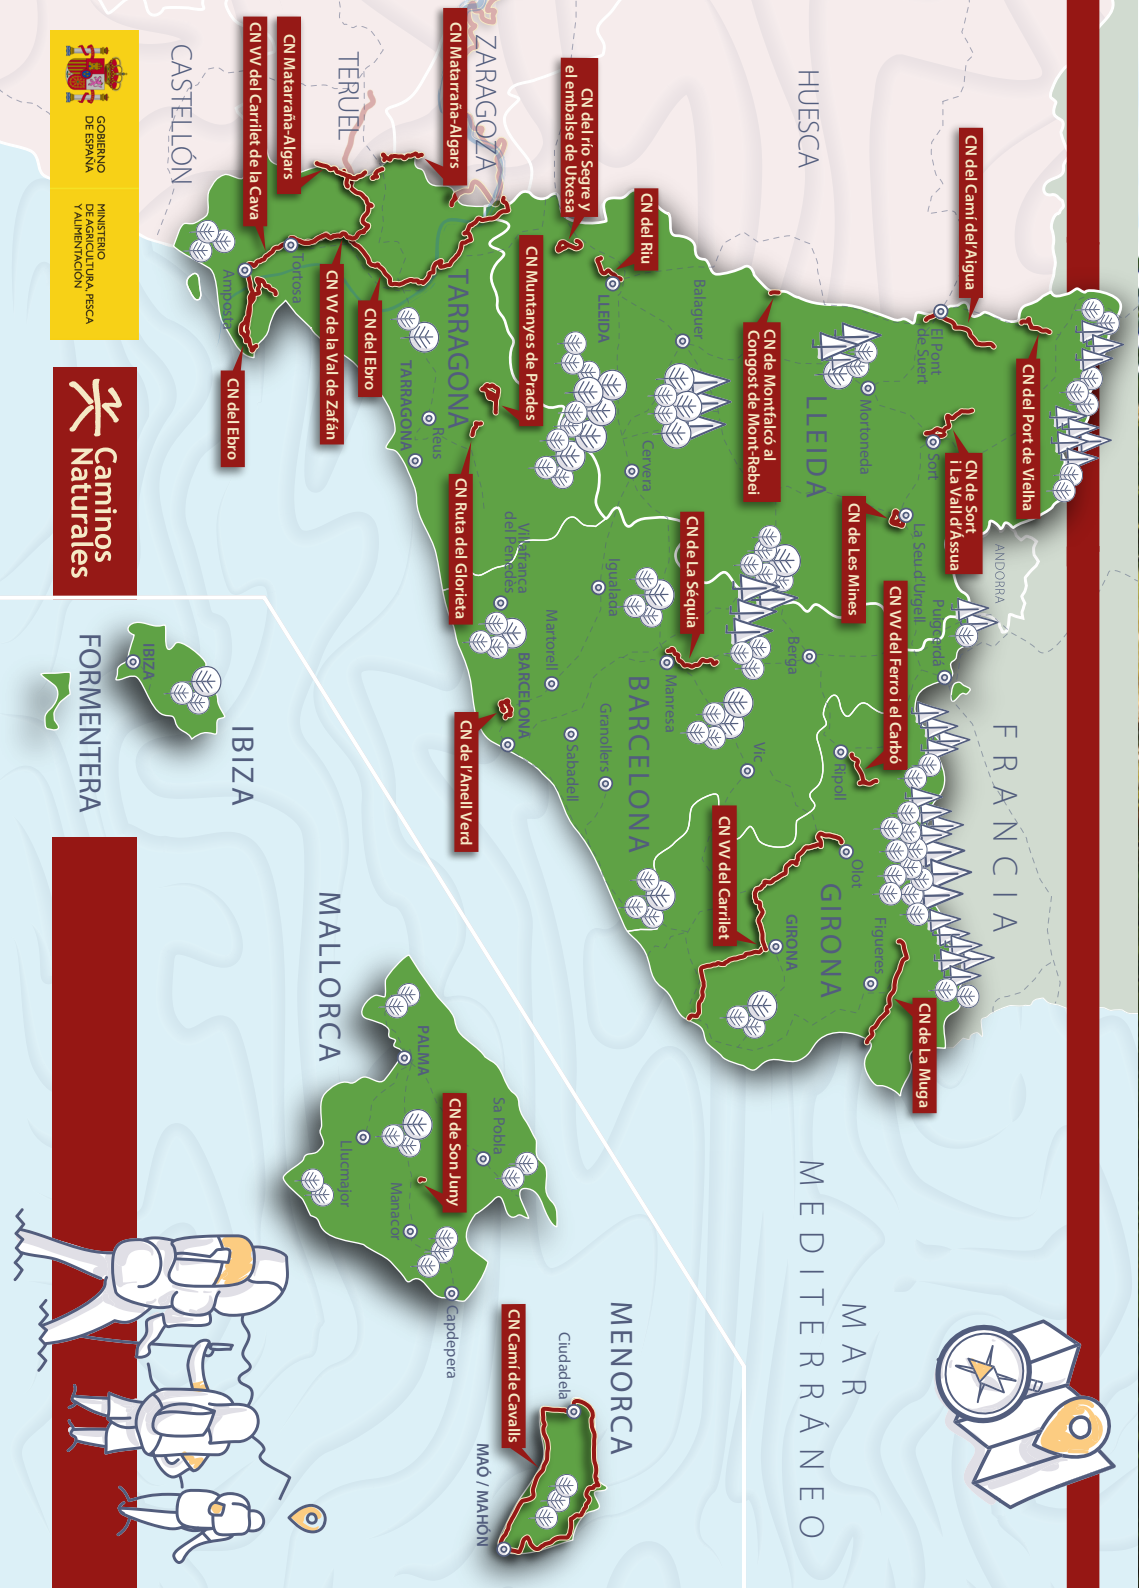 FRANCIA
ANDORRA
HUESCA
ZARAGOZA
TERUEL
CASTELLÓN
MAR
MEDITERRÁNEO
LLEIDA
GIRONA
BARCELONA
TARRAGONA
CN del Port de Vielha
CN del Camí del'Aigua
El Pont
de Suert
CN de Sort
i La Vall d'Àssua
Sort
Mortoneda
La Seu d'Urgell
CN de Les Mines
Puigcerdá
CN VV del Ferro i el Carbó
Ripoll
Olot
Figueres
CN de La Muga
GIRONA
CN VV del Carrilet
CN de Montfalcó al
Congost de Mont-Rebei
Berga
Vic
CN de La Séquia
Manresa
Balaguer
CN del Riu
LLEIDA
CN del río Segre y
el embalse de Utxesa
Cervera
Igualada
Granollers
Sabadell
Martorell
BARCELONA
CN de l'Anell Verd
Vilafranca
del Penedès
CN Muntanyes de Prades
CN Ruta del Glorieta
Reus
TARRAGONA
CN Matarraña-Algars
CN Matarraña-Algars
CN VV del Carrilet de la Cava
CN del Ebro
CN VV de la Val de Zafán
Tortosa
Amposta
CN del Ebro
MENORCA
Ciudadela
CN Camí de Cavalls
MAÓ / MAHÓN
MALLORCA
PALMA
Sa Pobla
CN de Son Juny
Llucmajor
Manacor
Capdepera
IBIZA
IBIZA
FORMENTERA
GOBIERNO
DE ESPAÑA
MINISTERIO
DE AGRICULTURA, PESCA
Y ALIMENTACIÓN
Caminos
Naturales